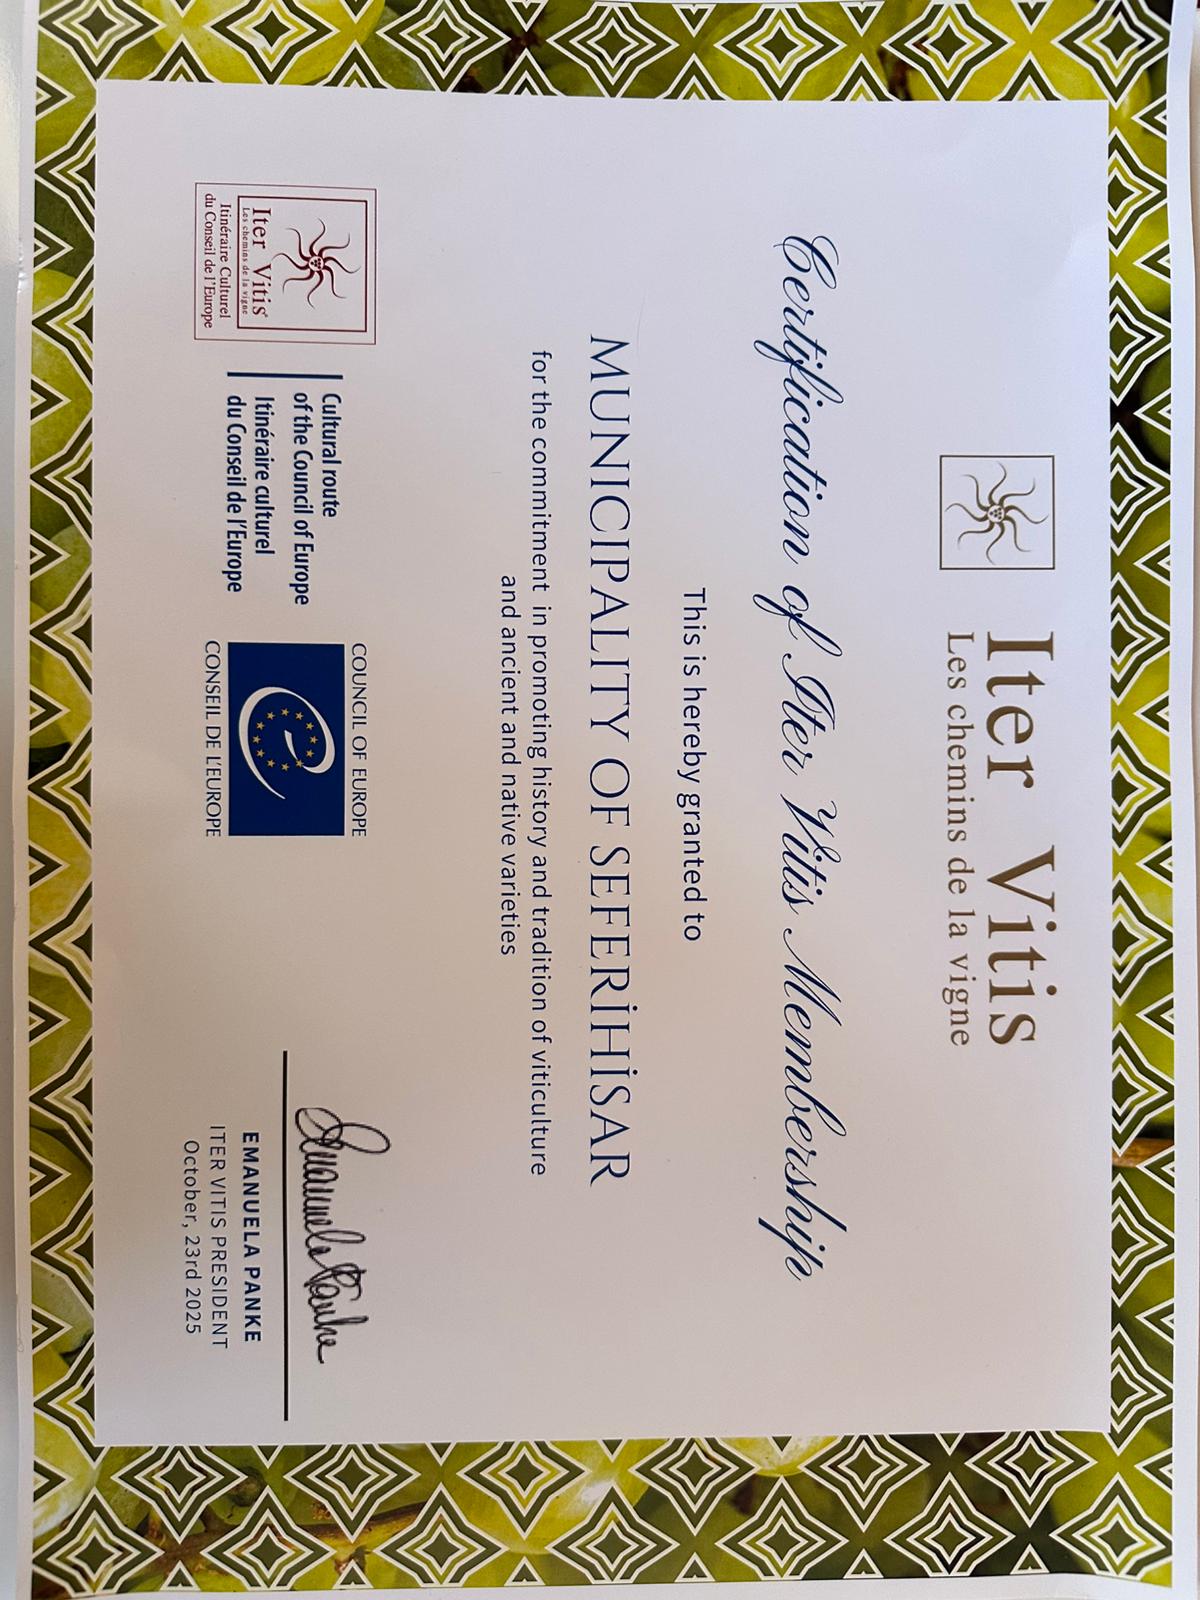 Iter Vitis
Les chemins de la vigne
Certification of Iter Vitis Membership
This is hereby granted to
MUNICIPALITY OF SEFERİHİSAR
for the commitment in promoting history and tradition of viticulture
and ancient and native varieties
Iter Vitis
Les chemins de la vigne
Itinéraire Culturel
du Conseil de l'Europe
Cultural route
of the Council of Europe
Itinéraire culturel
du Conseil de l'Europe
COUNCIL OF EUROPE
CONSEIL DE L'EUROPE
Emanuela Panke
EMANUELA PANKE
ITER VITIS PRESIDENT
October, 23rd 2025